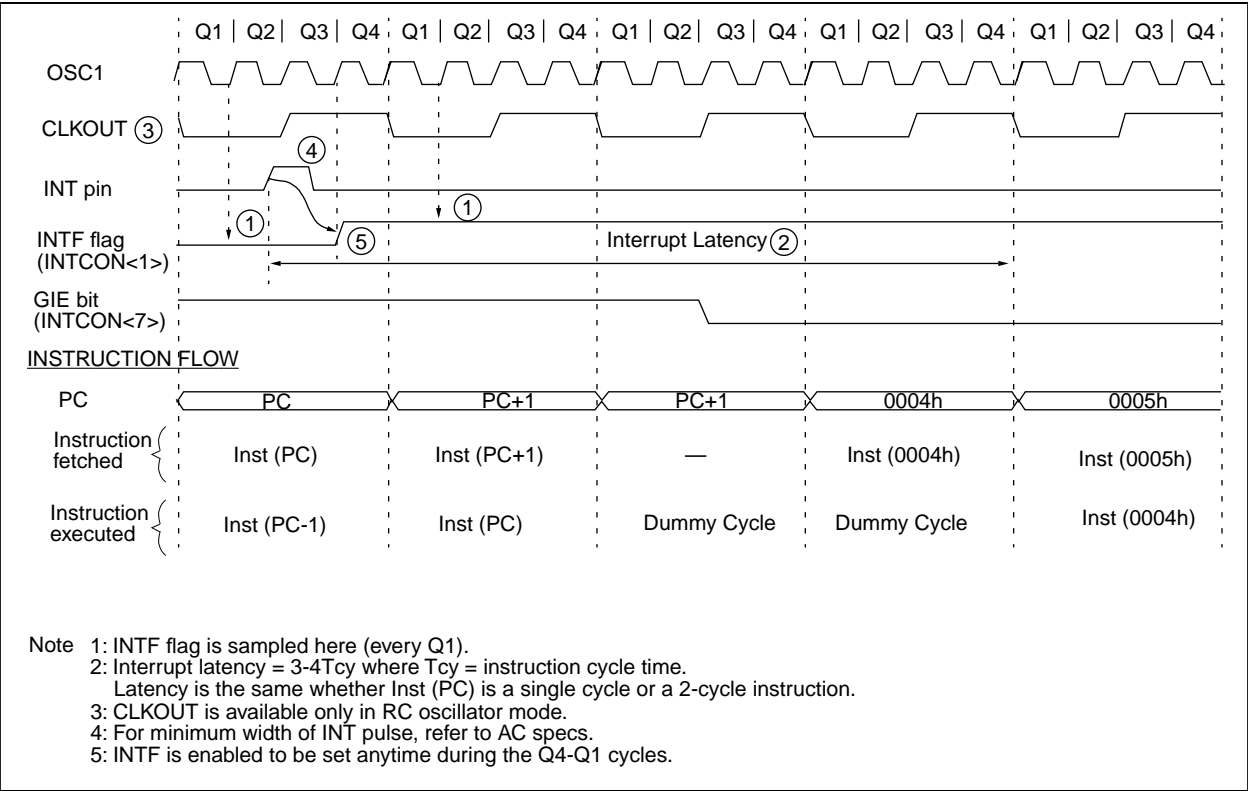 Q1 | Q2 | Q3 | Q4 Q1 | Q2 | Q3 | Q4 Q1 | Q2 | Q3 | Q4 Q1 | Q2 | Q3 | Q4 Q1 | Q2 | Q3 | Q4
OSC1
CLKOUT 3
4
INT pin
1 1
INTF flag
(INTCON<1>)
5
Interrupt Latency 2
GIE bit
(INTCON<7>)
INSTRUCTION FLOW
PC PC PC+1 PC+1 0004h 0005h
Instruction
fetched
Inst (PC) Inst (PC+1) — Inst (0004h) Inst (0005h)
Instruction
executed
Inst (PC-1) Inst (PC) Dummy Cycle Dummy Cycle Inst (0004h)
Note 1: INTF flag is sampled here (every Q1).
2: Interrupt latency = 3-4Tcy where Tcy = instruction cycle time.
Latency is the same whether Inst (PC) is a single cycle or a 2-cycle instruction.
3: CLKOUT is available only in RC oscillator mode.
4: For minimum width of INT pulse, refer to AC specs.
5: INTF is enabled to be set anytime during the Q4-Q1 cycles.